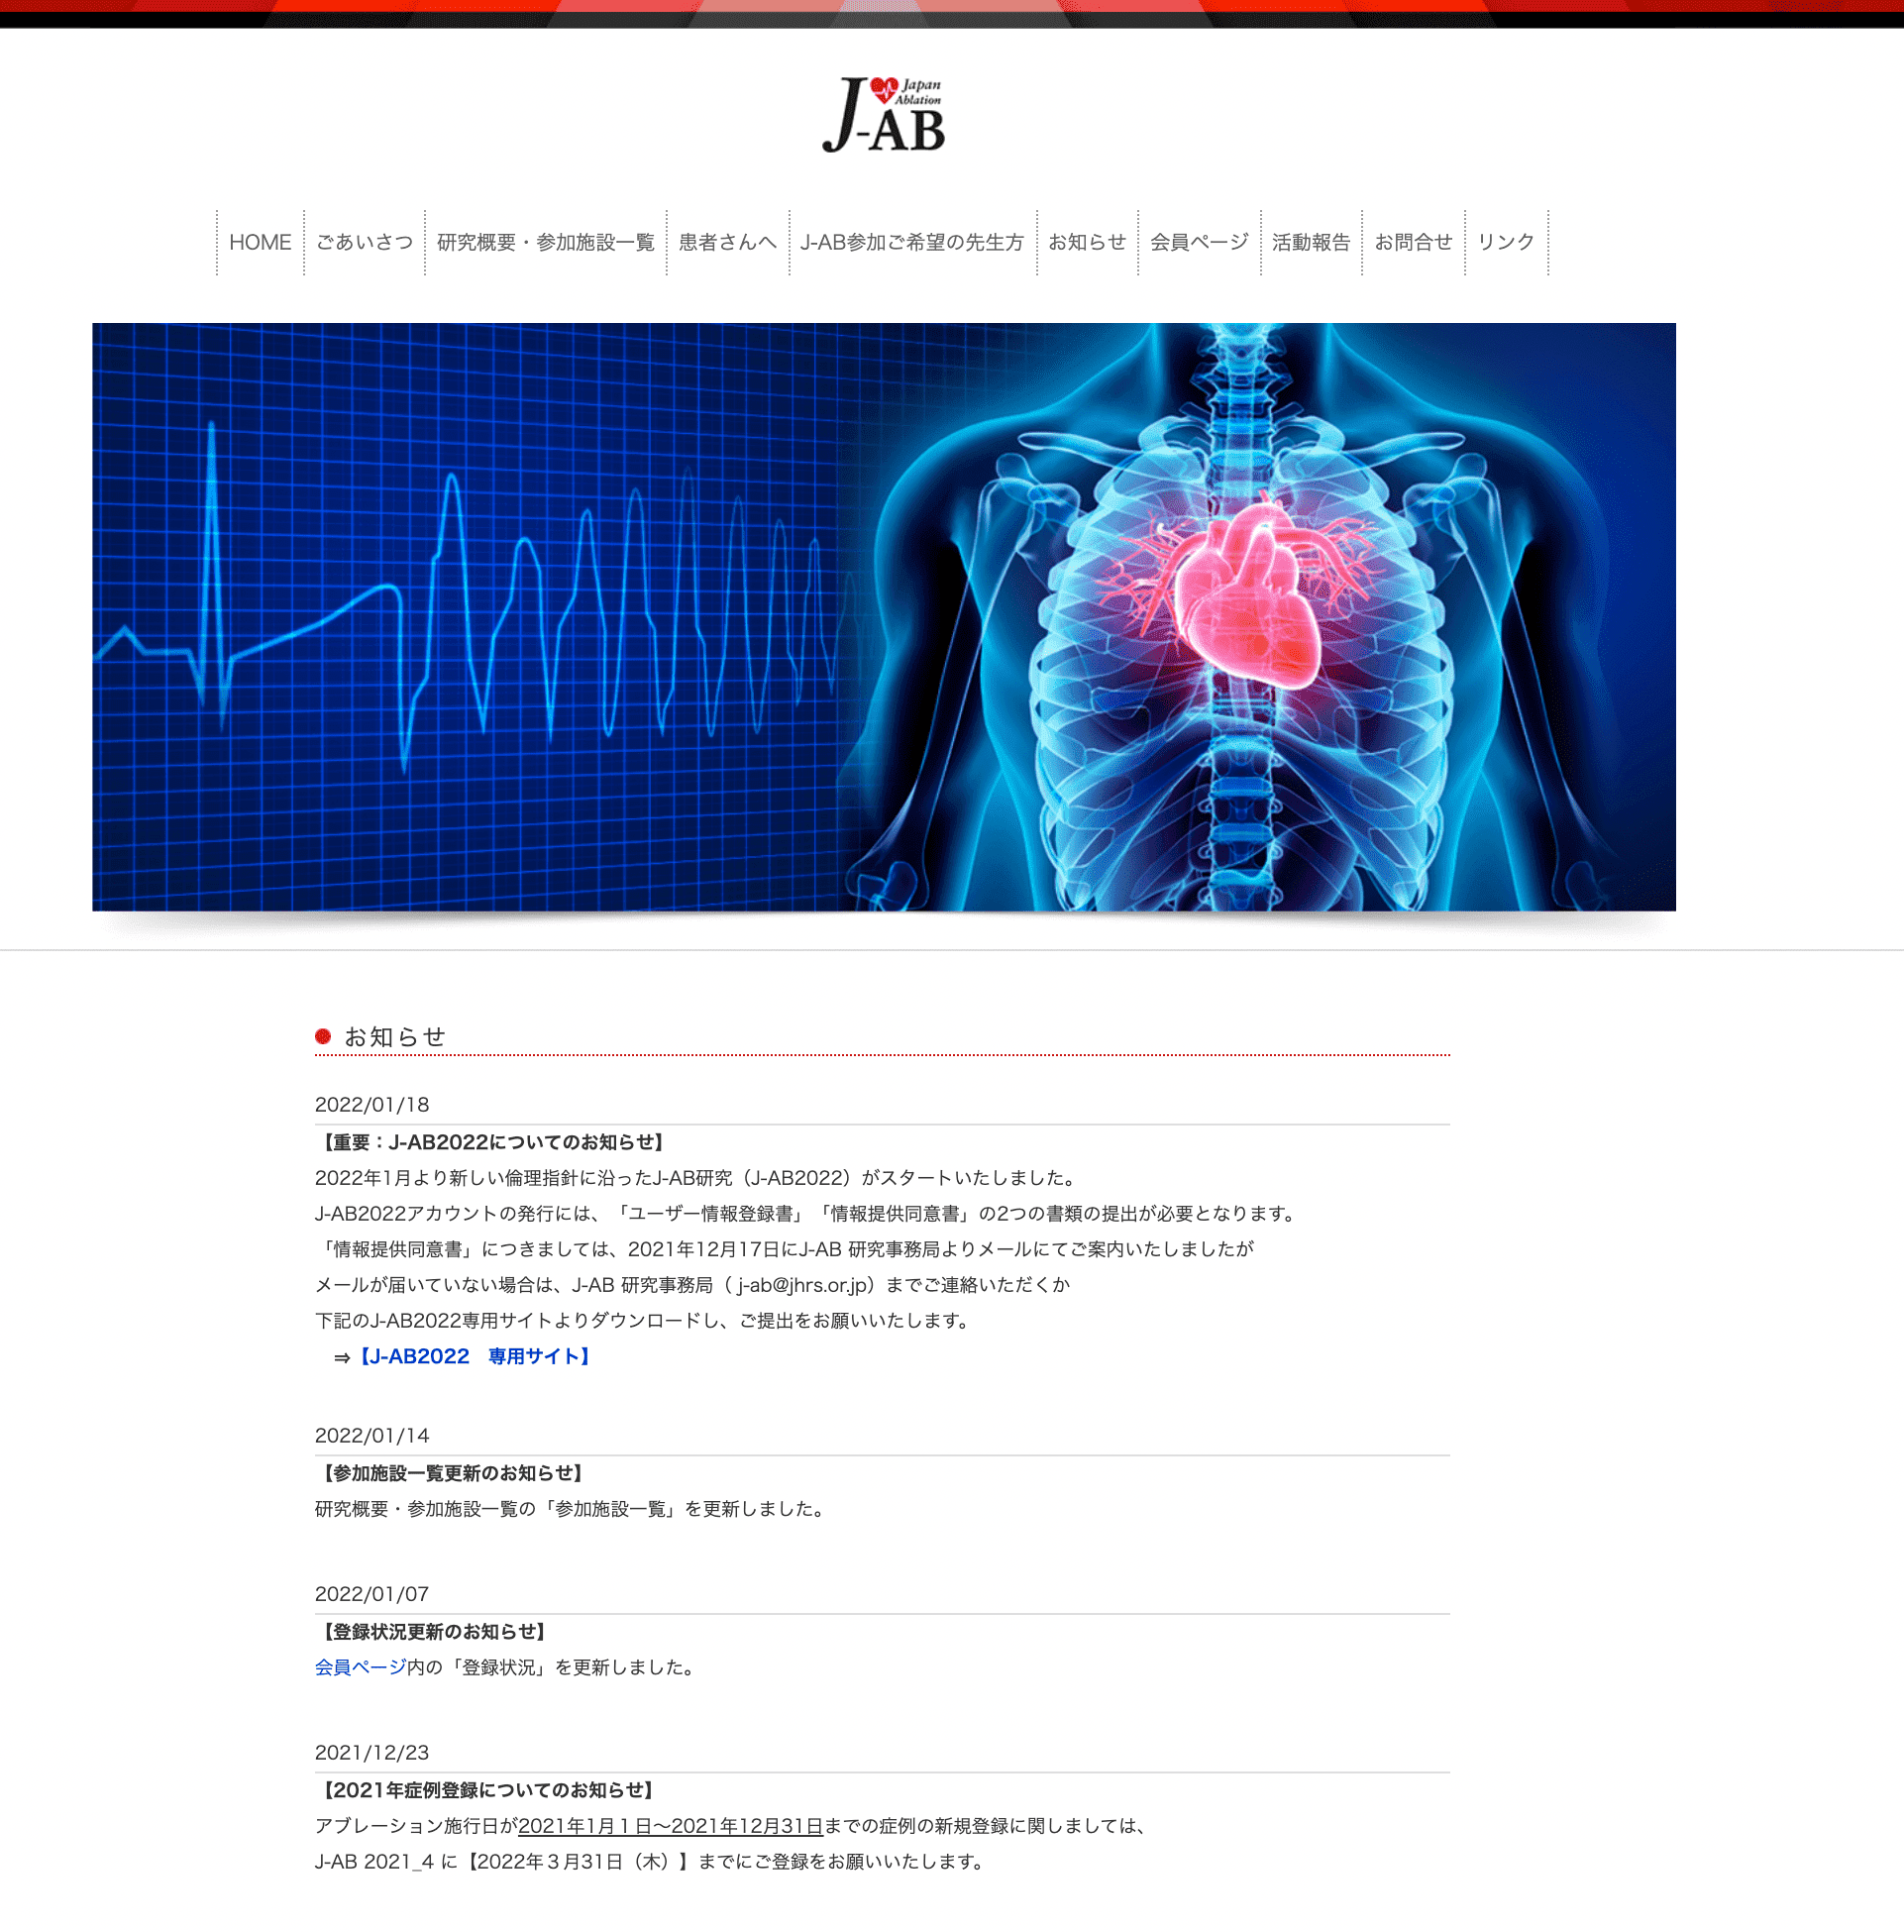 J-AB Japan Ablation
HOME ごあいさつ 研究概要・参加施設一覧 患者さんへ J-AB参加ご希望の先生方 お知らせ 会員ページ 活動報告 お問合せ リンク
お知らせ
2022/01/18
【重要：J-AB2022についてのお知らせ】
2022年1月より新しい倫理指針に沿ったJ-AB研究（J-AB2022）がスタートいたしました。
J-AB2022アカウントの発行には、「ユーザー情報登録書」「情報提供同意書」の2つの書類の提出が必要となります。
「情報提供同意書」につきましては、2021年12月17日にJ-AB 研究事務局よりメールにてご案内いたしましたが
メールが届いていない場合は、J-AB 研究事務局（ j-ab@jhrs.or.jp）までご連絡いただくか
下記のJ-AB2022専用サイトよりダウンロードし、ご提出をお願いいたします。
⇒【J-AB2022　専用サイト】
2022/01/14
【参加施設一覧更新のお知らせ】
研究概要・参加施設一覧の「参加施設一覧」を更新しました。
2022/01/07
【登録状況更新のお知らせ】
会員ページ内の「登録状況」を更新しました。
2021/12/23
【2021年症例登録についてのお知らせ】
アブレーション施行日が2021年1月１日〜2021年12月31日までの症例の新規登録に関しましては、
J-AB 2021_4 に【2022年３月31日（木）】までにご登録をお願いいたします。